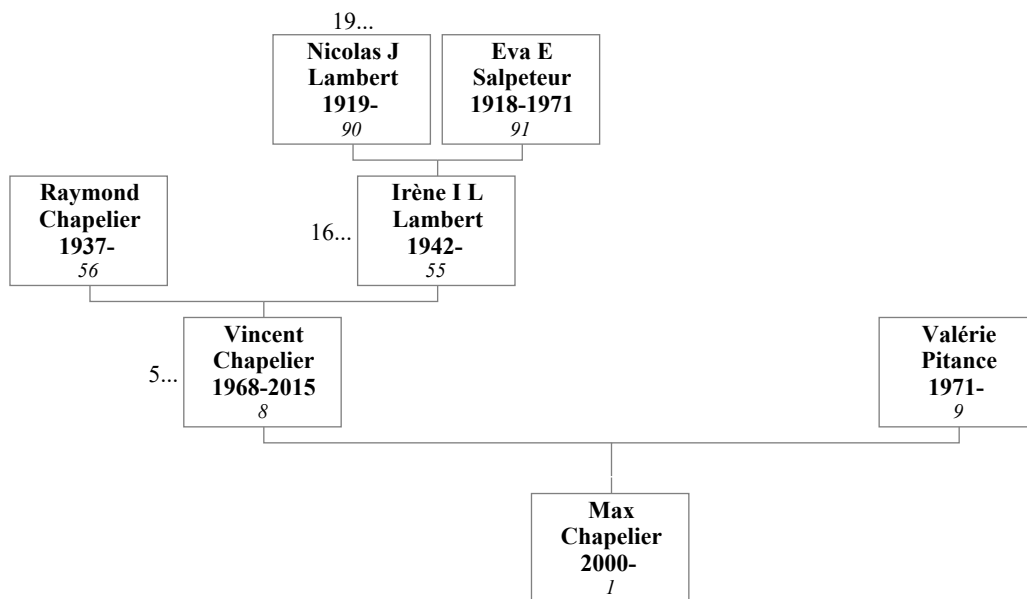 19...
Nicolas J
Lambert
1919-
90
Eva E
Salpeteur
1918-1971
91
Raymond
Chapelier
1937-
56
16...
Irène I L
Lambert
1942-
55
5...
Vincent
Chapelier
1968-2015
8
Valérie
Pitance
1971-
9
Max
Chapelier
2000-
1